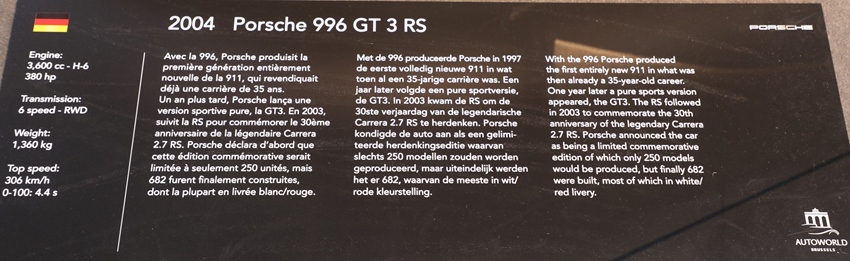 2004 Porsche 996 GT 3 RS
PORSCHE
Engine:
3,600 cc - H-6
380 hp
Transmission:
6 speed - RWD
Weight:
1,360 kg
Top speed:
306 km/h
0-100: 4.4 s
Avec la 996, Porsche produisit la
première génération entièrement
nouvelle de la 911, qui revendiquait
déjà une carrière de 35 ans.
Un an plus tard, Porsche lança une
version sportive pure, la GT3. En 2003,
suivit la RS pour commémorer le 30ème
anniversaire de la légendaire Carrera
2.7 RS. Porsche déclara d'abord que
cette édition commémorative serait
limitée à seulement 250 unités, mais
682 furent finalement construites,
dont la plupart en livrée blanc/rouge.
Met de 996 produceerde Porsche in 1997
de eerste volledig nieuwe 911 in wat
toen al een 35-jarige carrière was. Een
jaar later volgde een pure sportversie,
de GT3. In 2003 kwam de RS om de
30ste verjaardag van de legendarische
Carrera 2.7 RS te herdenken. Porsche
kondigde de auto aan als een gelimi-
teerde herdenkingseditie waarvan
slechts 250 modellen zouden worden
geproduceerd, maar uiteindelijk werden
het er 682, waarvan de meeste in wit/
rode kleurstelling.
With the 996 Porsche produced
the first entirely new 911 in what was
then already a 35-year-old career.
One year later a pure sports version
appeared, the GT3. The RS followed
in 2003 to commemorate the 30th
anniversary of the legendary Carrera
2.7 RS. Porsche announced the car
as being a limited commemorative
edition of which only 250 models
would be produced, but finally 682
were built, most of which in white/
red livery.
AUTOWORLD
BRUSSELS